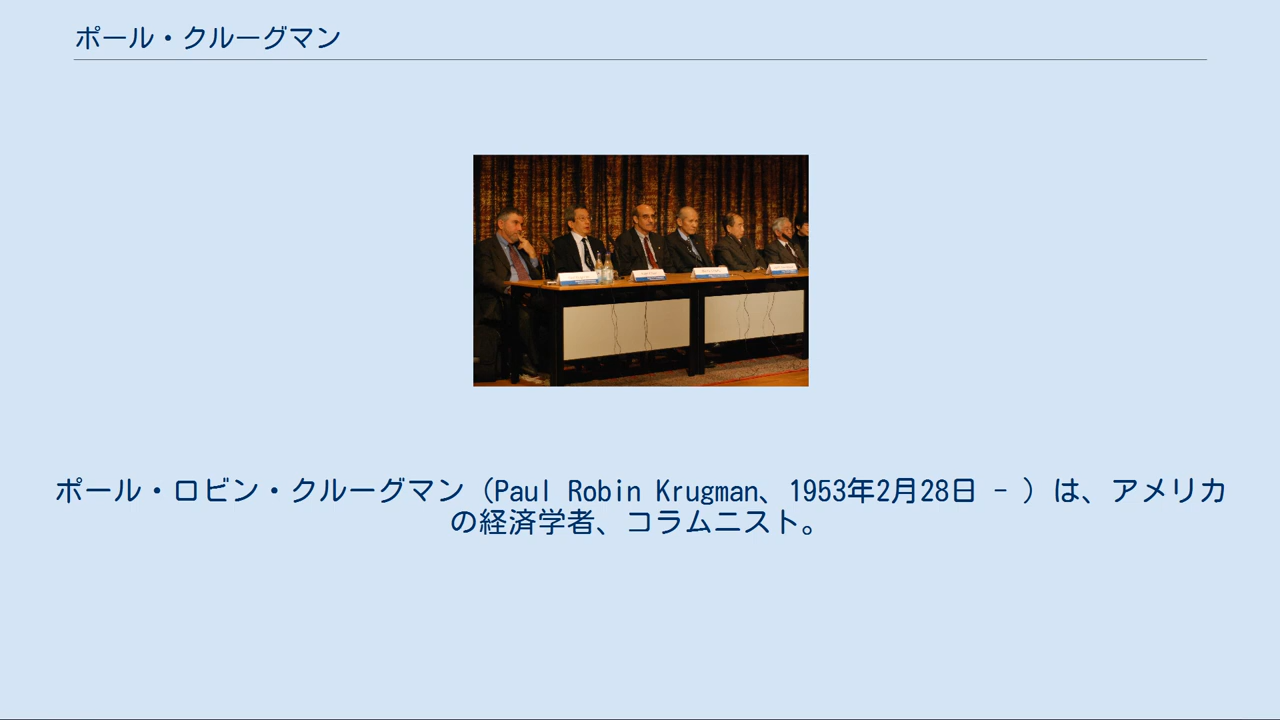 ポール・クルーグマン
ポール・ロビン・クルーグマン（Paul Robin Krugman、1953年2月28日 - ）は、アメリカ
の経済学者、コラムニスト。